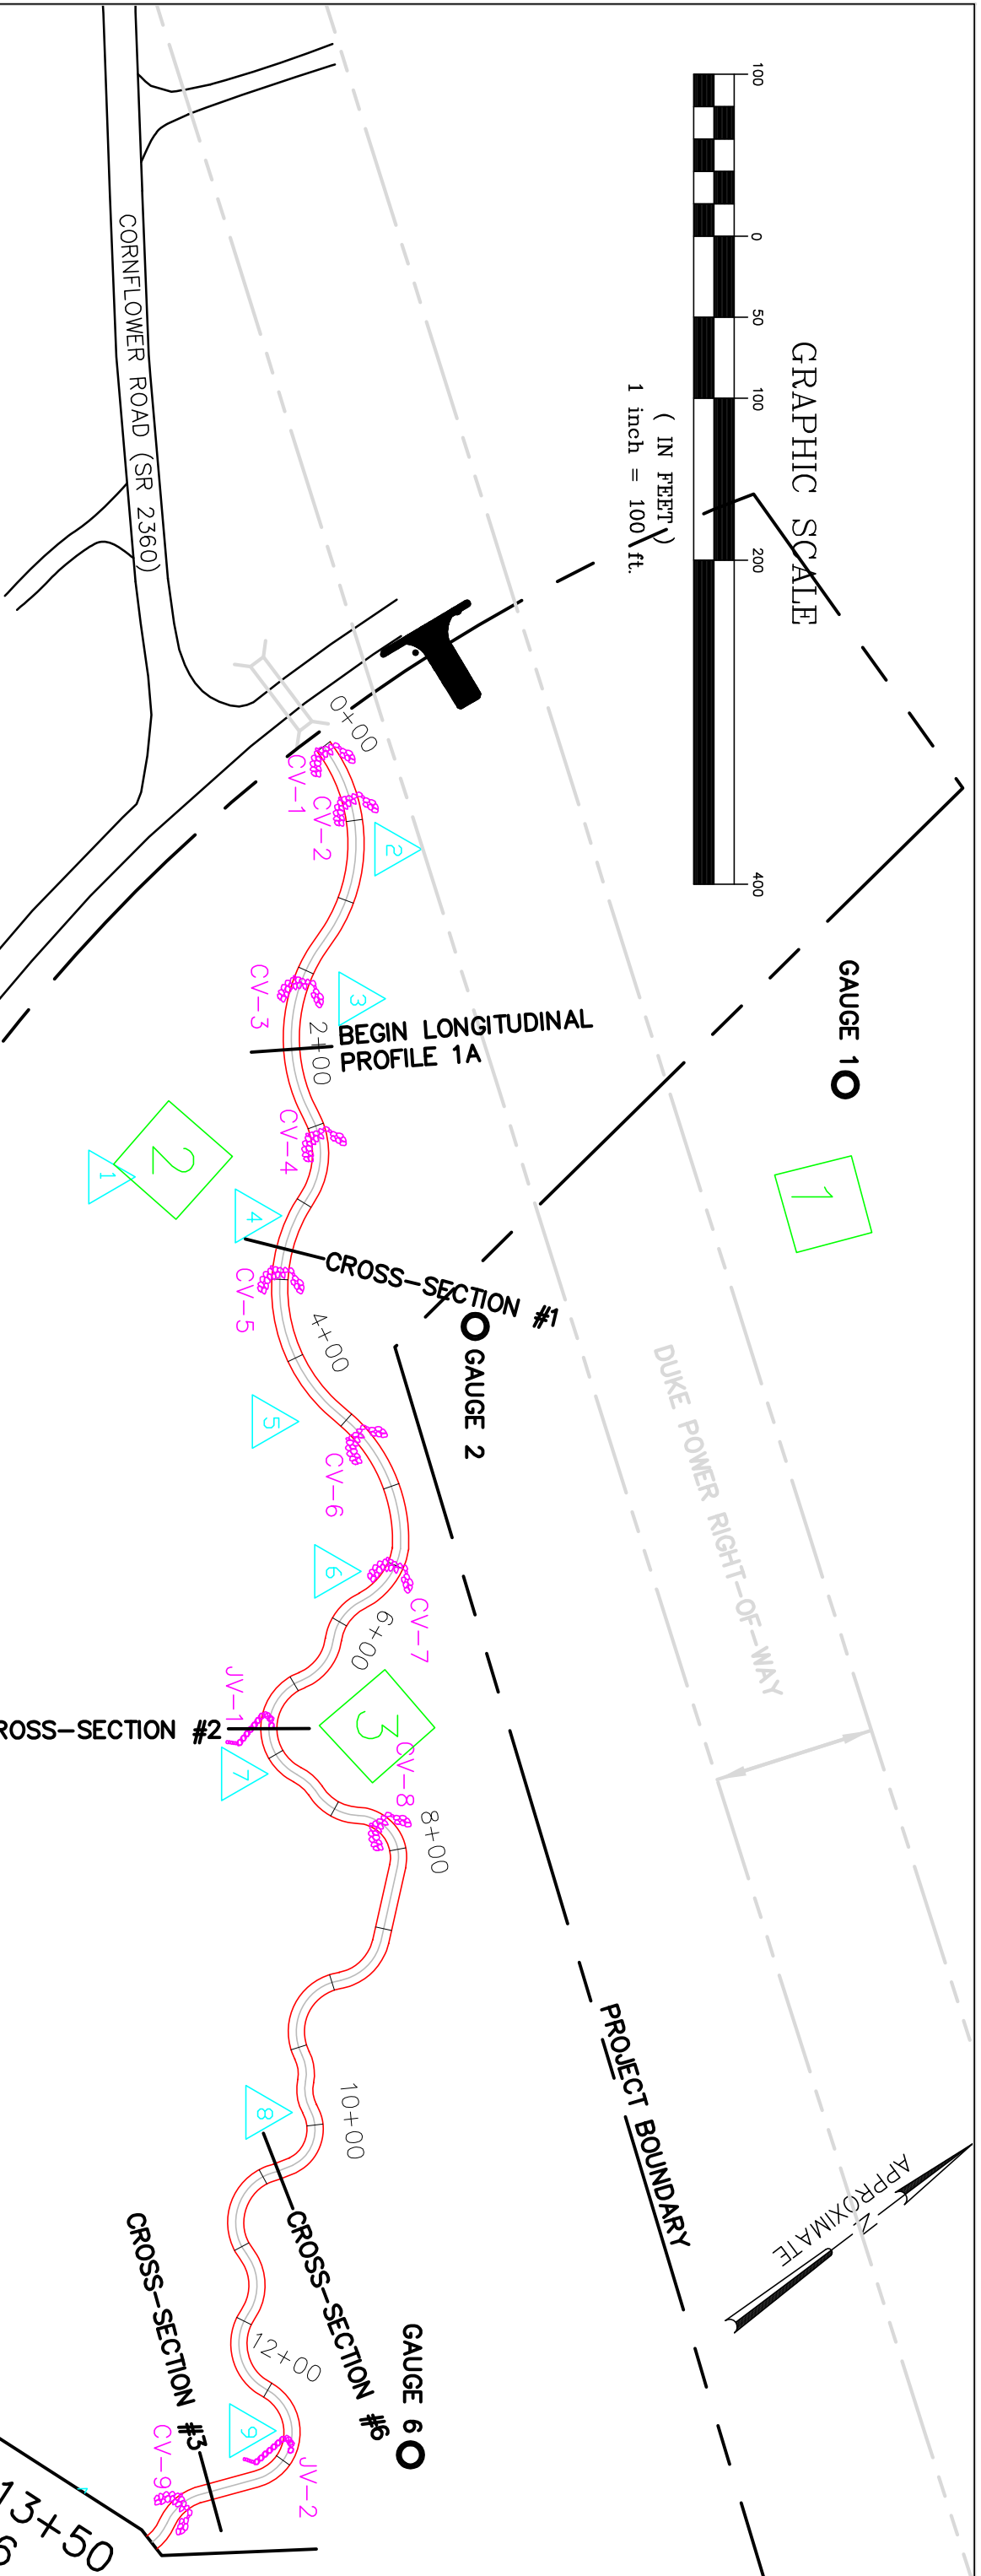 100
0
50
100
200
400
GRAPHIC SCALE
( IN FEET )
1 inch = 100 ft.
CORNFLOWER ROAD (SR 2360)
0+00
CV-1
CV-2
2
CV-3
3
2+00
BEGIN LONGITUDINAL
PROFILE 1A
GAUGE 1
1
CV-4
2
1
4
CROSS-SECTION #1
CV-5
4+00
GAUGE 2
5
CV-6
DUKE POWER RIGHT-OF-WAY
6
CV-7
6+00
JV-1
ROSS-SECTION #2
3
7
CV-8
8+00
PROJECT BOUNDARY
10+00
8
APPROXIMATE
N
CROSS-SECTION #6
CROSS-SECTION #3
12+00
GAUGE 6
9
JV-2
CV-9
13+50
6